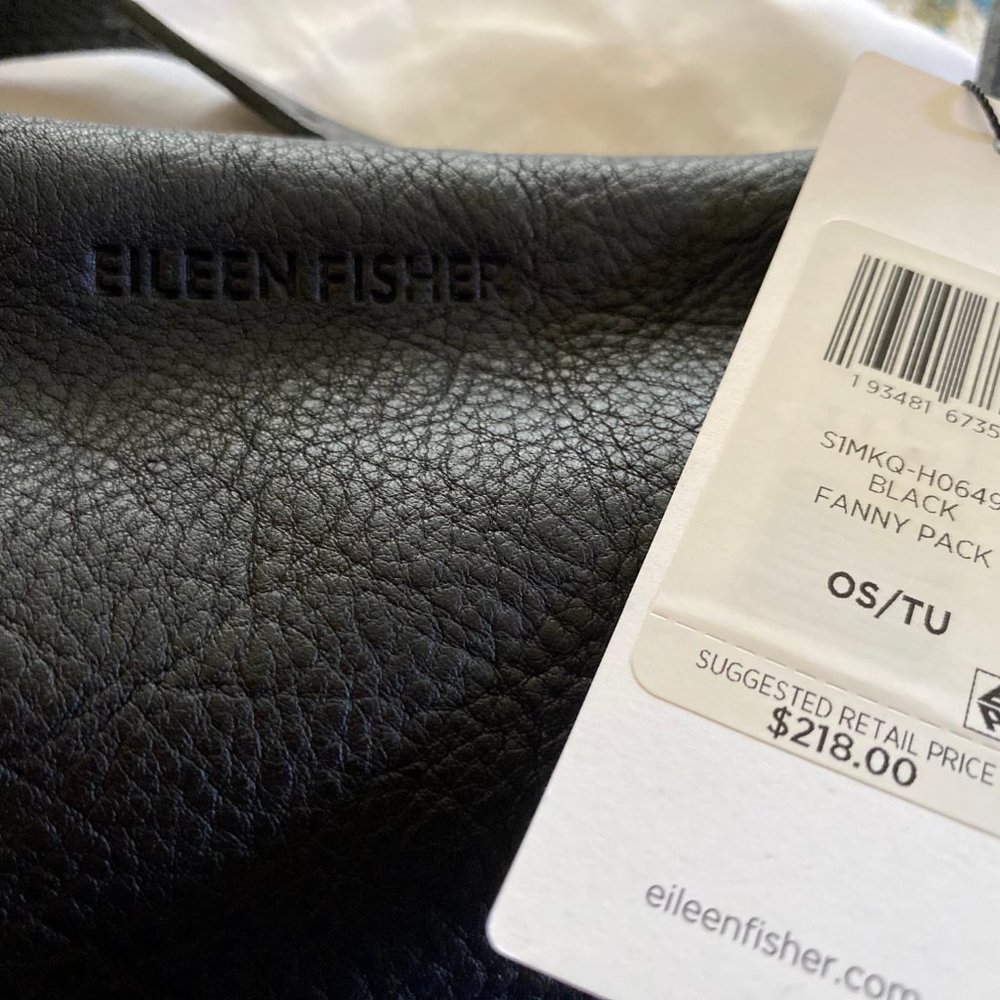 EILEEN FISHER
1 93481 6735
S1MKQ-H0649
BLACK
FANNY PACK
OS/TU
SUGGESTED RETAIL PRICE
$218.00
eileenfisher.com